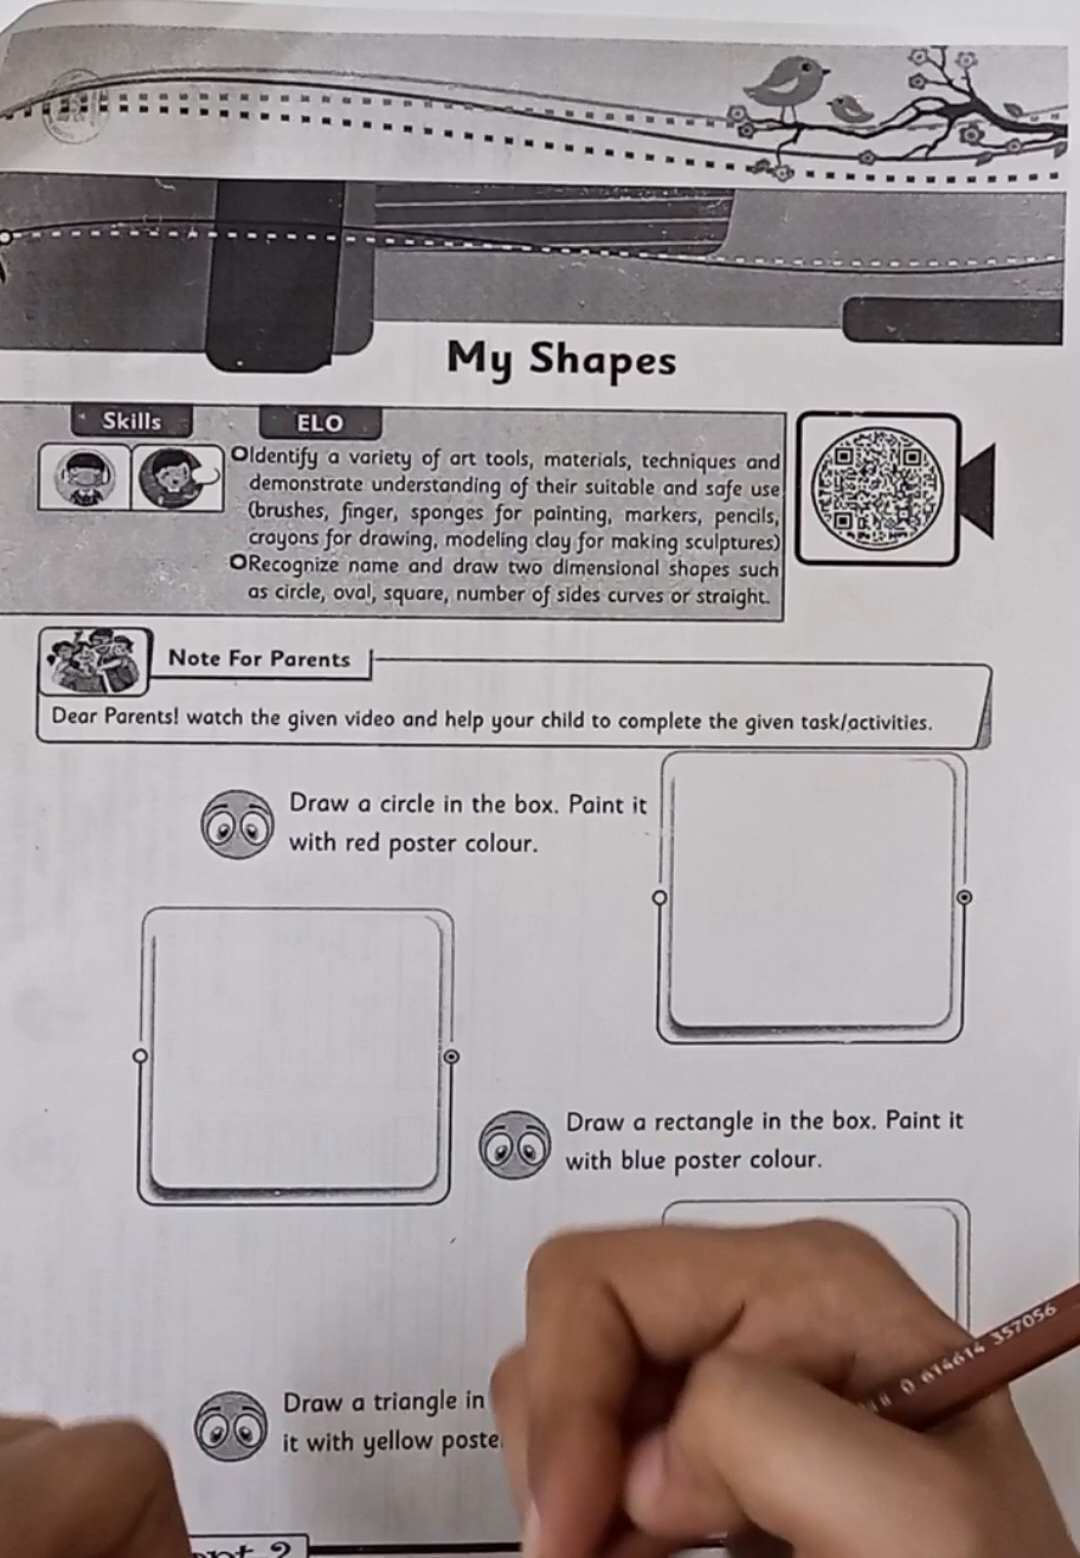 My Shapes
Skills
ELO
Identify a variety of art tools, materials, techniques and
demonstrate understanding of their suitable and safe use
(brushes, finger, sponges for painting, markers, pencils,
crayons for drawing, modeling clay for making sculptures)
Recognize name and draw two dimensional shapes such
as circle, oval, square, number of sides curves or straight.
Note For Parents
Dear Parents! watch the given video and help your child to complete the given task/activities.
Draw a circle in the box. Paint it
with red poster colour.
Draw a rectangle in the box. Paint it
with blue poster colour.
Draw a triangle in
it with yellow poste
0 614614 357056